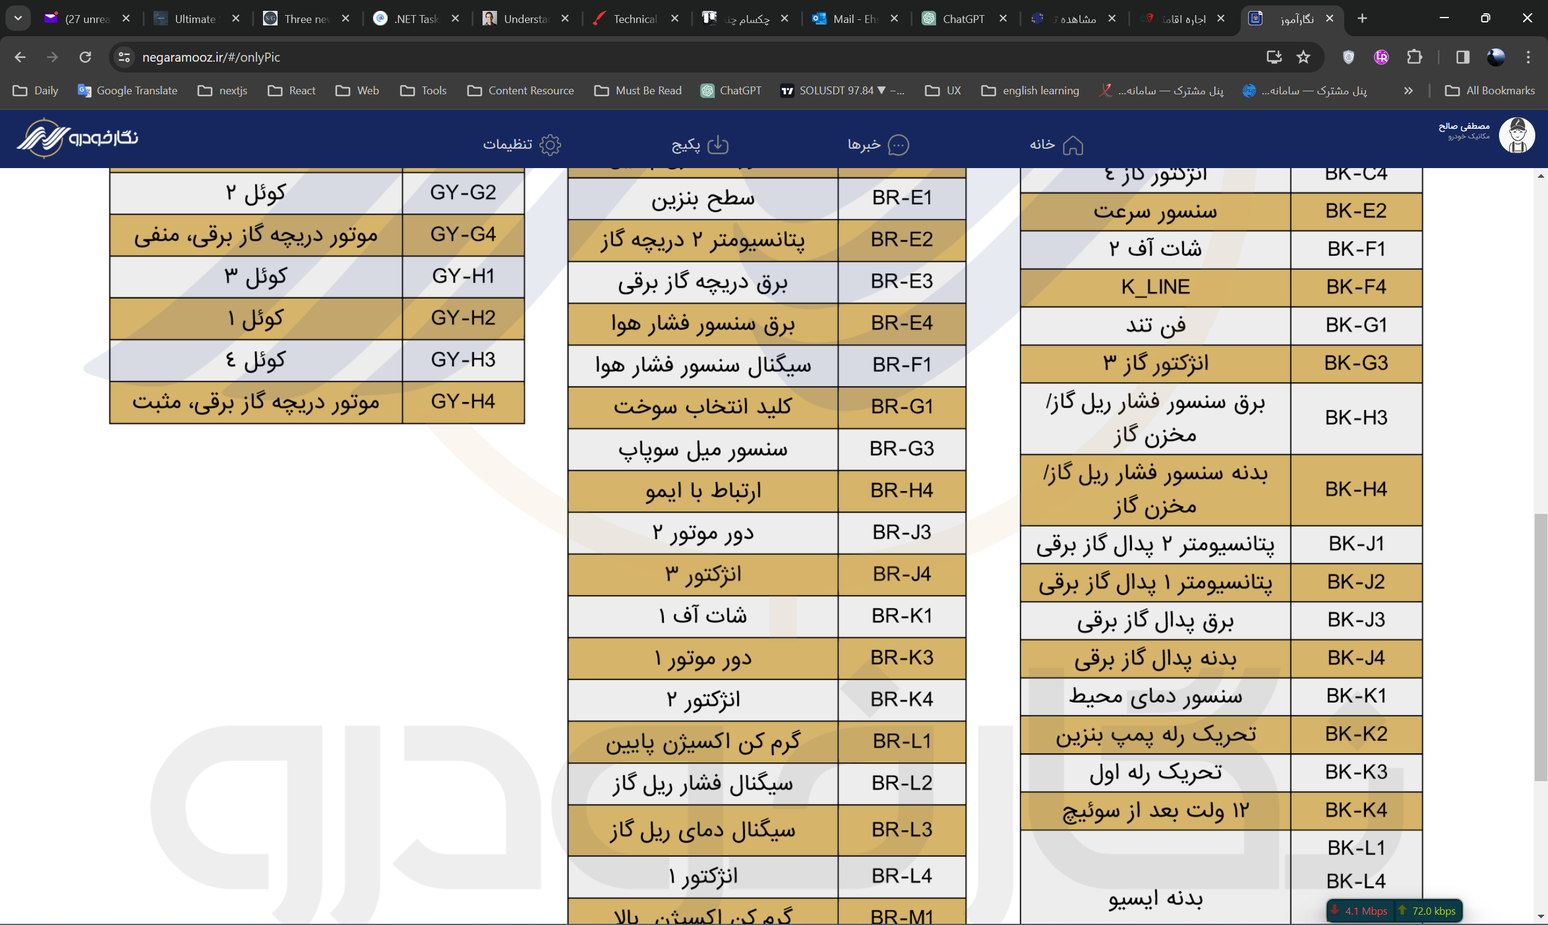 (27 unrea
Ultimate
Three nev
.NET Task
Understa
Technical
چکسام چند
Mail - Eh
ChatGPT
مشاهده
اجاره اقامت
نگارآموز
negaramooz.ir/#/onlyPic
Daily
Google Translate
nextjs
React
Web
Tools
Content Resource
Must Be Read
ChatGPT
SOLUSDT 97.84 ▼ −...
UX
english learning
پنل مشترک — سامانه...
پنل مشترک — سامانه...
»
All Bookmarks
مصطفی صالح
مکانیک خودرو
خانه
خبرها
پکیج
تنظیمات
نگارخودرو
BK-C4 انژکتور گاز ٤
BK-E2 سنسور سرعت
BK-F1 شات آف ۲
BK-F4 K_LINE
BK-G1 فن تند
BK-G3 انژکتور گاز ۳
BK-H3 برق سنسور فشار ریل گاز/
مخزن گاز
BK-H4 بدنه سنسور فشار ریل گاز/
مخزن گاز
BK-J1 پتانسیومتر ۲ پدال گاز برقی
BK-J2 پتانسیومتر ۱ پدال گاز برقی
BK-J3 برق پدال گاز برقی
BK-J4 بدنه پدال گاز برقی
BK-K1 سنسور دمای محیط
BK-K2 تحریک رله پمپ بنزین
BK-K3 تحریک رله اول
BK-K4 ۱۲ ولت بعد از سوئیچ
BK-L1
BK-L4
بدنه ایسیو
BR-E1 سطح بنزین
BR-E2 پتانسیومتر ۲ دریچه گاز
BR-E3 برق دریچه گاز برقی
BR-E4 برق سنسور فشار هوا
BR-F1 سیگنال سنسور فشار هوا
BR-G1 کلید انتخاب سوخت
BR-G3 سنسور میل سوپاپ
BR-H4 ارتباط با ایمو
BR-J3 دور موتور ۲
BR-J4 انژکتور ۳
BR-K1 شات آف ۱
BR-K3 دور موتور ۱
BR-K4 انژکتور ۲
BR-L1 گرم کن اکسیژن پایین
BR-L2 سیگنال فشار ریل گاز
BR-L3 سیگنال دمای ریل گاز
BR-L4 انژکتور ۱
BR-M1 گرم کن اکسیژن بالا
GY-G2 کوئل ۲
GY-G4 موتور دریچه گاز برقی، منفی
GY-H1 کوئل ۳
GY-H2 کوئل ۱
GY-H3 کوئل ٤
GY-H4 موتور دریچه گاز برقی، مثبت
نگارخودرو
4.1 Mbps
72.0 kbps